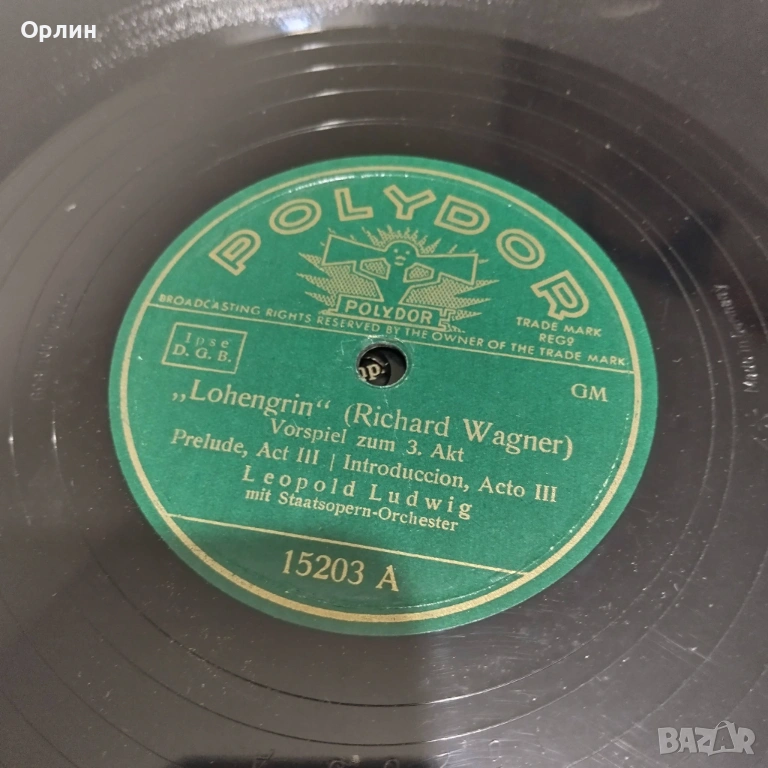 Орлин
POLYDOR
POLYDOR
TRADE MARK
REGD
BROADCASTING RIGHTS RESERVED BY THE OWNER OF THE TRADE MARK
Ipse
D. G. B.
GM
„Lohengrin“ (Richard Wagner)
Vorspiel zum 3. Akt
Prelude, Act III | Introduccion, Acto III
Leopold Ludwig
mit Staatsopern-Orchester
15203 A
BAZAR